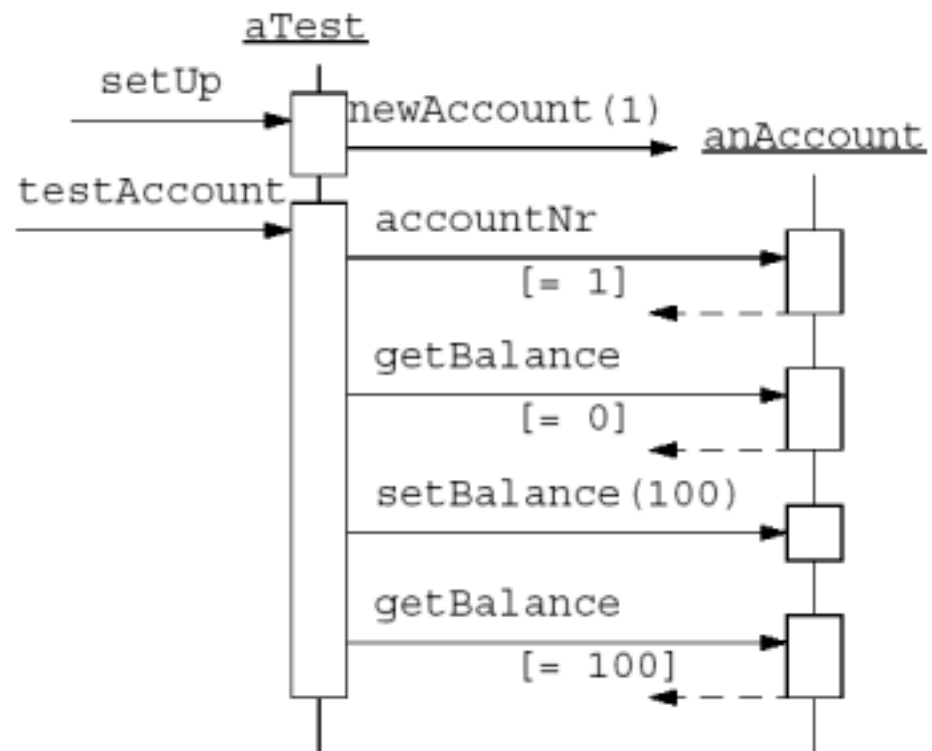 aTest
setUp
newAccount(1)
anAccount
testAccount
accountNr
[= 1]
getBalance
[= 0]
setBalance(100)
getBalance
[= 100]